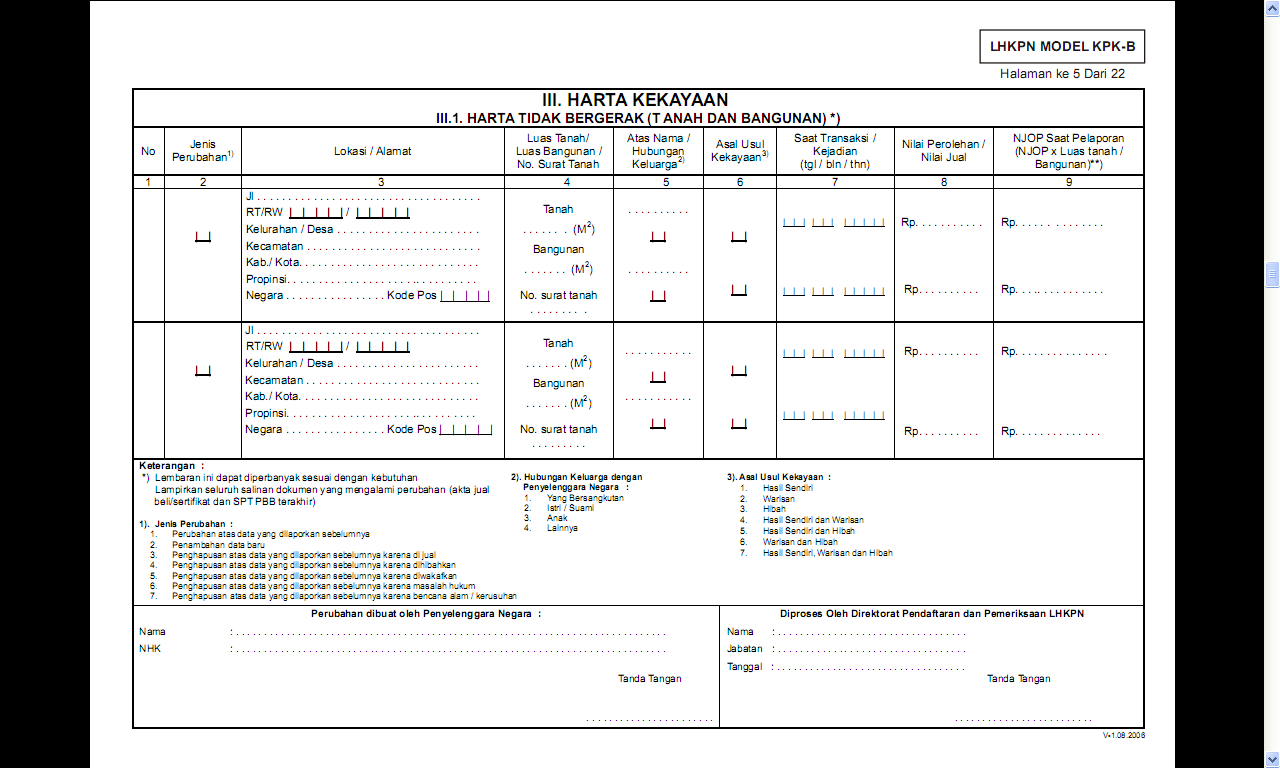 LHKPN MODEL KPK-B
Halaman ke 5 Dari 22
III. HARTA KEKAYAAN
III.1. HARTA TIDAK BERGERAK (TANAH DAN BANGUNAN) *)
No
Jenis Perubahan1)
Lokasi / Alamat
Luas Tanah/ Luas Bangunan / No. Surat Tanah
Atas Nama / Hubungan Keluarga2)
Asal Usul Kekayaan3)
Saat Transaksi / Kejadian (tgl / bln / thn)
Nilai Perolehan / Nilai Jual
NJOP Saat Pelaporan (NJOP x Luas tanah / Bangunan)**)
1 2 3 4 5 6 7 8 9
Jl . . . . . . . . . . . . . . . . . . . . . . . . . . . . . . . . . . . . .
RT/RW |_|_|_|_|_| / |_|_|_|_|_|
Kelurahan / Desa . . . . . . . . . . . . . . . . . . . . . . . .
Kecamatan . . . . . . . . . . . . . . . . . . . . . . . . . . . . .
Kab./ Kota. . . . . . . . . . . . . . . . . . . . . . . . . . . . . .
Propinsi. . . . . . . . . . . . . . . . . . . . . . . . . . . . . . . .
Negara . . . . . . . . . . . . . . . . Kode Pos |_|_|_|_|
Tanah
. . . . . . . (M2)
Bangunan
. . . . . . . (M2)
No. surat tanah
. . . . . . . . .
. . . . . . . . . .
. . . . . . . . . .
Rp. . . . . . . . . . .
Rp. . . . . . . . . .
Rp. . . . . . . . . . . . . .
Rp. . . . . . . . . . . . . .
Jl . . . . . . . . . . . . . . . . . . . . . . . . . . . . . . . . . . . . .
RT/RW |_|_|_|_|_| / |_|_|_|_|_|
Kelurahan / Desa . . . . . . . . . . . . . . . . . . . . . . . .
Kecamatan . . . . . . . . . . . . . . . . . . . . . . . . . . . . .
Kab./ Kota. . . . . . . . . . . . . . . . . . . . . . . . . . . . . .
Propinsi. . . . . . . . . . . . . . . . . . . . . . . . . . . . . . . .
Negara . . . . . . . . . . . . . . . . Kode Pos |_|_|_|_|
Tanah
. . . . . . . (M2)
Bangunan
. . . . . . . (M2)
No. surat tanah
. . . . . . . . .
. . . . . . . . . . .
. . . . . . . . . . .
Rp. . . . . . . . . .
Rp. . . . . . . . . .
Rp. . . . . . . . . . . . . . .
Rp. . . . . . . . . . . . . .
Keterangan :
*) Lembaran ini dapat diperbanyak sesuai dengan kebutuhan
Lampirkan seluruh salinan dokumen yang mengalami perubahan (akta jual
beli/sertifikat dan SPT PBB terakhir)
1). Jenis Perubahan :
1. Perubahan atas data yang dilaporkan sebelumnya
2. Penambahan data baru
3. Penghapusan atas data yang dilaporkan sebelumnya karena di jual
4. Penghapusan atas data yang dilaporkan sebelumnya karena dihibahkan
5. Penghapusan atas data yang dilaporkan sebelumnya karena diwakafkan
6. Penghapusan atas data yang dilaporkan sebelumnya karena masalah hukum
7. Penghapusan atas data yang dilaporkan sebelumnya karena bencana alam / kerusuhan
2). Hubungan Keluarga dengan
Penyelenggara Negara :
1. Yang Bersangkutan
2. Istri / Suami
3. Anak
4. Lainnya
3). Asal Usul Kekayaan :
1. Hasil Sendiri
2. Warisan
3. Hibah
4. Hasil Sendiri dan Warisan
5. Hasil Sendiri dan Hibah
6. Warisan dan Hibah
7. Hasil Sendiri, Warisan dan Hibah
Perubahan dibuat oleh Penyelenggara Negara :
Nama : . . . . . . . . . . . . . . . . . . . . . . . . . . . . . . . . . . . . . . . .
NHK : . . . . . . . . . . . . . . . . . . . . . . . . . . . . . . . . . . . . . . . .
Tanda Tangan
. . . . . . . . . . . . . . . . . . . . . .
Diproses Oleh Direktorat Pendaftaran dan Pemeriksaan LHKPN
Nama : . . . . . . . . . . . . . . . . . . . . . . . . . . . . . . . .
Jabatan : . . . . . . . . . . . . . . . . . . . . . . . . . . . . . . . .
Tanggal : . . . . . . . . . . . . . . . . . . . . . . . . . . . . . . . .
Tanda Tangan
. . . . . . . . . . . . . . . . . . . . . . . .
V•1.08.2006